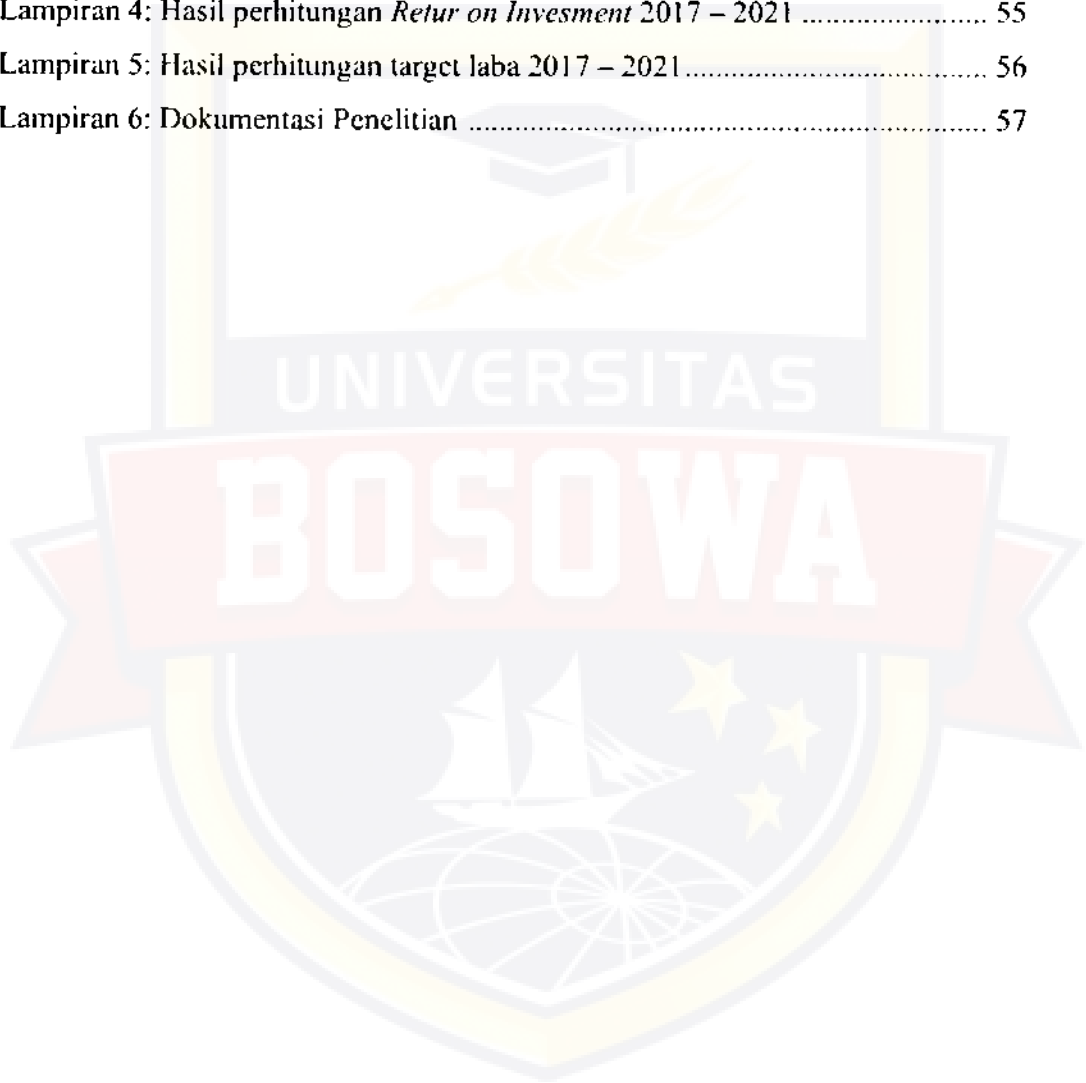 Lampiran 4: Hasil perhitungan Retur on Invesment 2017 – 2021 ........................ 55
Lampiran 5: Hasil perhitungan target laba 2017 – 2021....................................... 56
Lampiran 6: Dokumentasi Penelitian .................................................................... 57
UNIVERSITAS
BOSOWA